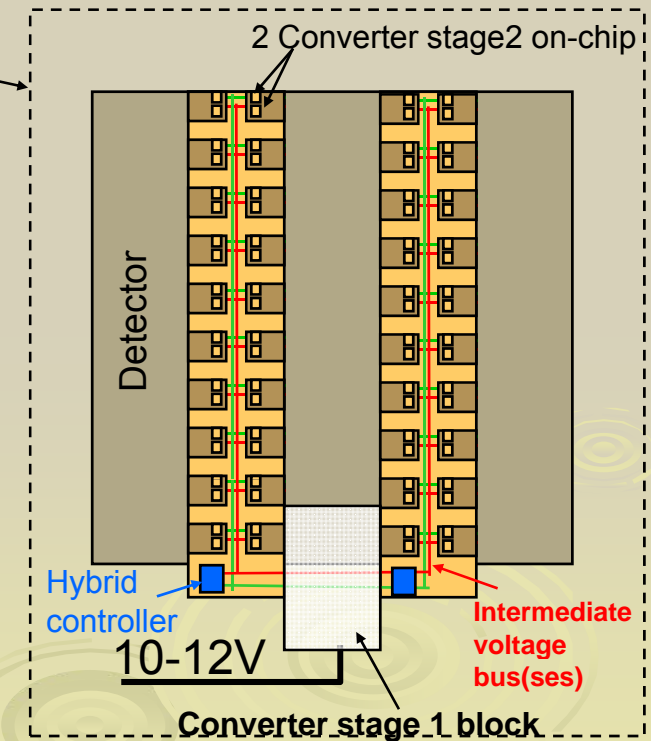 2 Converter stage2 on-chip
Detector
Hybrid
controller
10-12V
Intermediate
voltage
bus(ses)
Converter stage 1 block